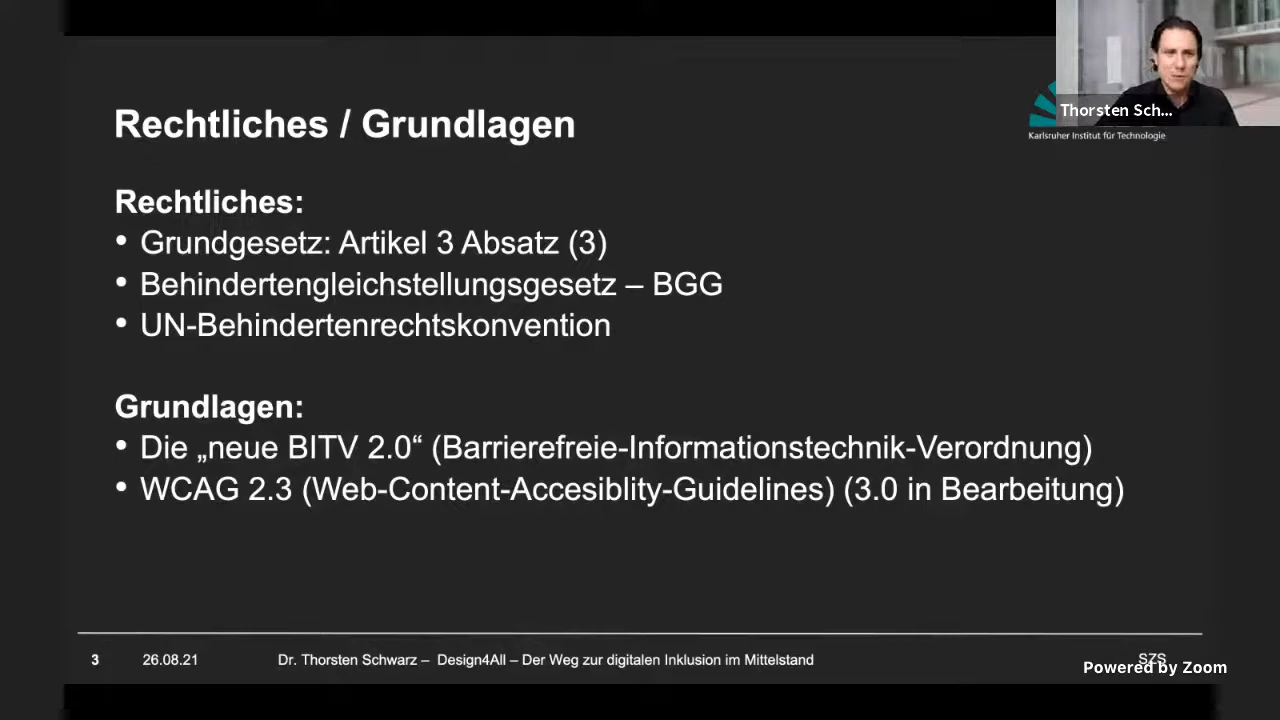 Rechtliches / Grundlagen
Thorsten Sch...
Karlsruher Institut für Technologie
Rechtliches:
• Grundgesetz: Artikel 3 Absatz (3)
• Behindertengleichstellungsgesetz – BGG
• UN-Behindertenrechtskonvention
Grundlagen:
• Die „neue BITV 2.0“ (Barrierefreie-Informationstechnik-Verordnung)
• WCAG 2.3 (Web-Content-Accesiblity-Guidelines) (3.0 in Bearbeitung)
3 26.08.21 Dr. Thorsten Schwarz – Design4All – Der Weg zur digitalen Inklusion im Mittelstand SZS
Powered by Zoom